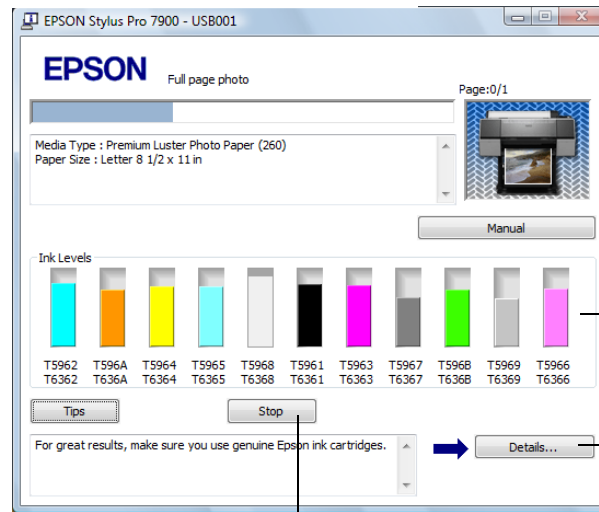 EPSON Stylus Pro 7900 - USB001
EPSON
Full page photo
Page:0/1
Media Type : Premium Luster Photo Paper (260)
Paper Size : Letter 8 1/2 x 11 in
Manual
Ink Levels
T5962 T596A T5964 T5965 T5968 T5961 T5963 T5967 T596B T5969 T5966
T6362 T636A T6364 T6365 T6368 T6361 T6363 T6367 T636B T6369 T6366
Tips
Stop
For great results, make sure you use genuine Epson ink cartridges.
Details...